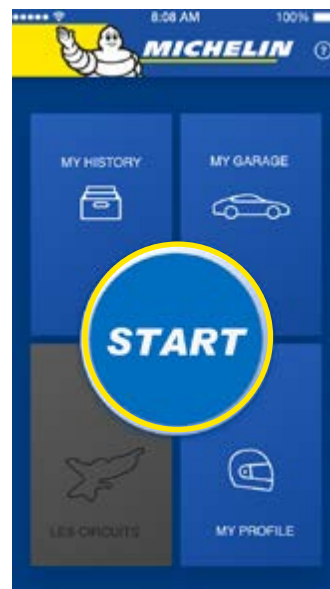 8:08 AM 100%
MICHELIN ?
MY HISTORY MY GARAGE
START
LES CIRCUITS MY PROFILE